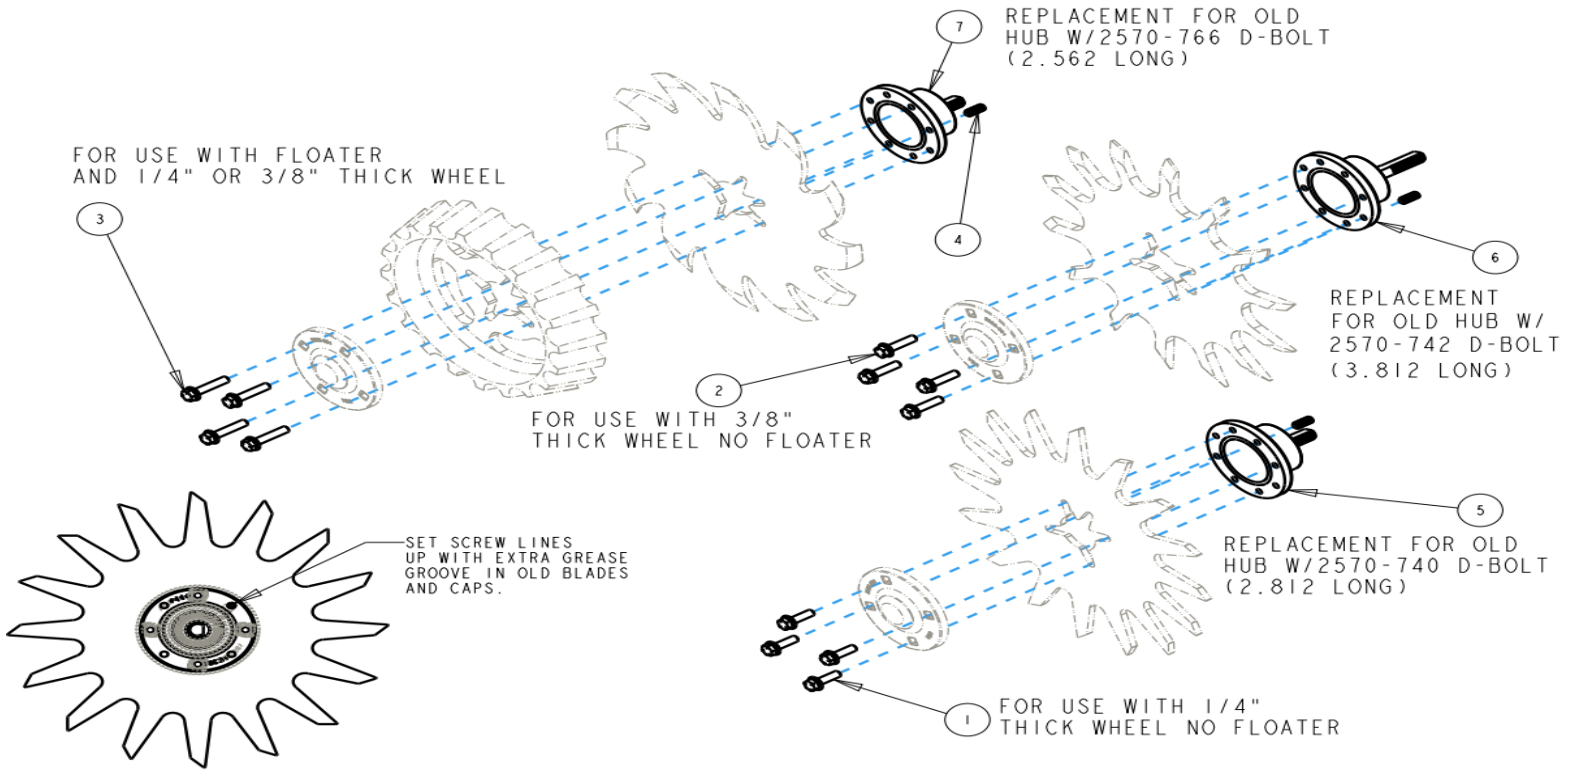 7
REPLACEMENT FOR OLD
HUB W/2570-766 D-BOLT
(2.562 LONG)
FOR USE WITH FLOATER
AND 1/4" OR 3/8" THICK WHEEL
3
4
6
REPLACEMENT
FOR OLD HUB W/
2570-742 D-BOLT
(3.812 LONG)
2
FOR USE WITH 3/8"
THICK WHEEL NO FLOATER
5
REPLACEMENT FOR OLD
HUB W/2570-740 D-BOLT
(2.812 LONG)
SET SCREW LINES
UP WITH EXTRA GREASE
GROOVE IN OLD BLADES
AND CAPS.
1
FOR USE WITH 1/4"
THICK WHEEL NO FLOATER